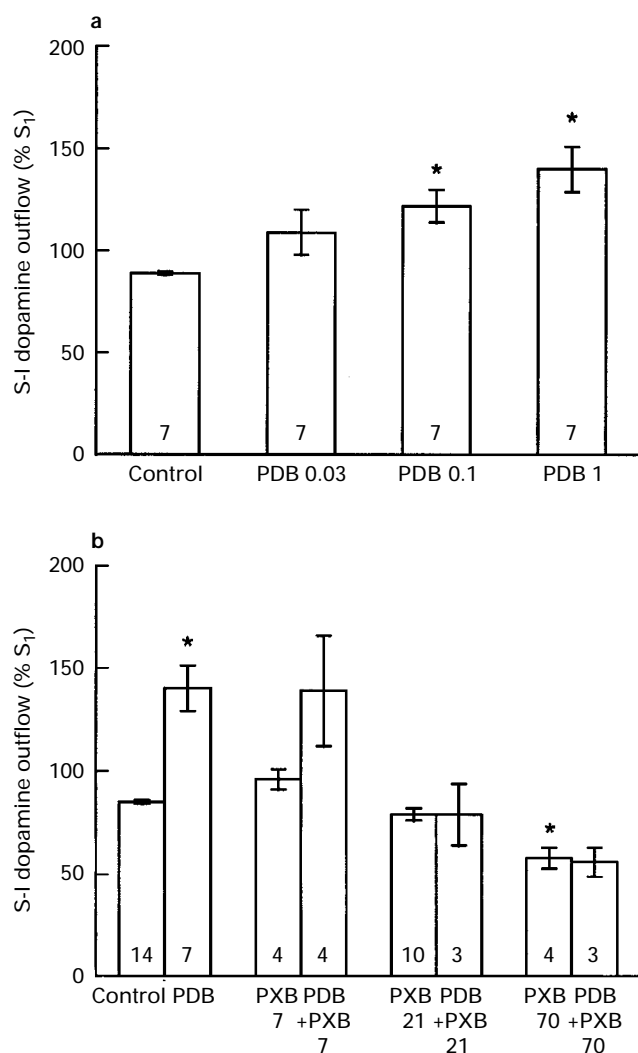 a
S-I dopamine outflow (% S1)
200
150
100
50
0
* *
7 7 7 7
Control PDB 0.03 PDB 0.1 PDB 1
b
S-I dopamine outflow (% S1)
200
150
100
50
0
* *
14 7 4 4 10 3 4 3
Control PDB PXB PDB PXB PDB PXB PDB
7 +PXB 21 +PXB 70 +PXB
7 21 70